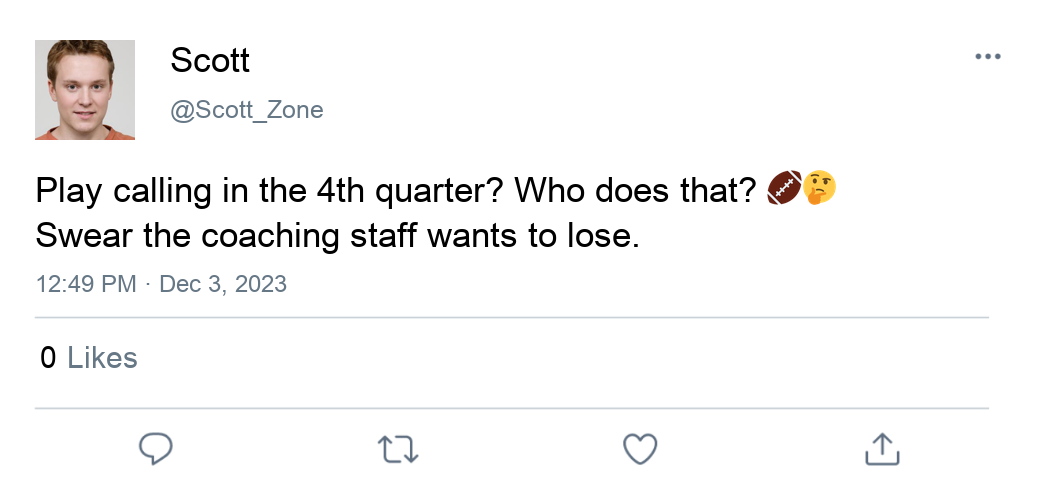 Scott
@Scott_Zone
Play calling in the 4th quarter? Who does that? 🏈🤔
Swear the coaching staff wants to lose.
12:49 PM · Dec 3, 2023
0 Likes